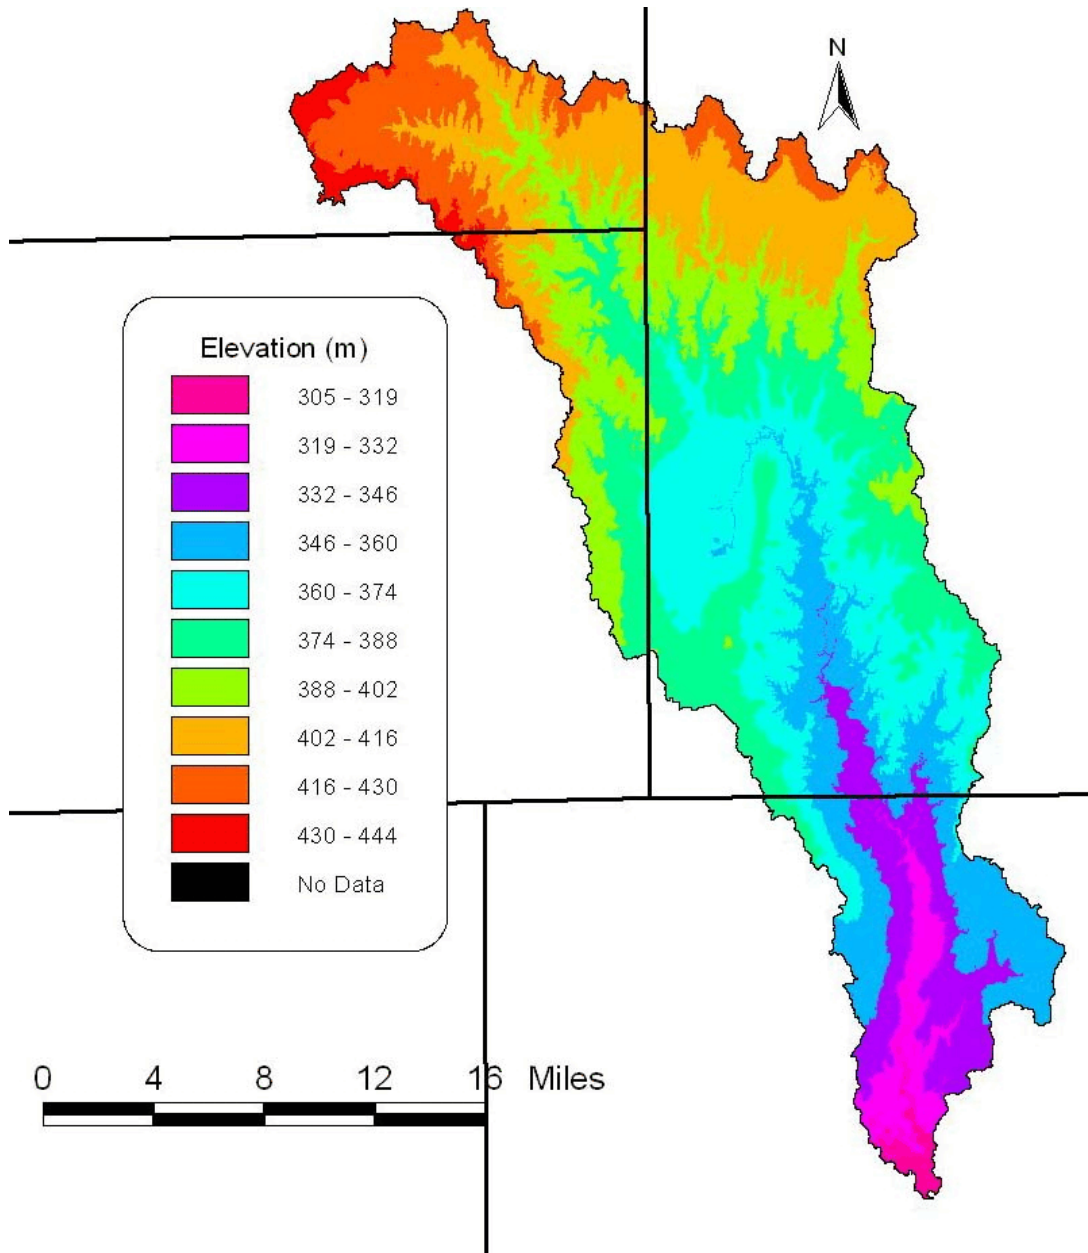 N
Elevation (m)
305 - 319
319 - 332
332 - 346
346 - 360
360 - 374
374 - 388
388 - 402
402 - 416
416 - 430
430 - 444
No Data
0 4 8 12 16 Miles